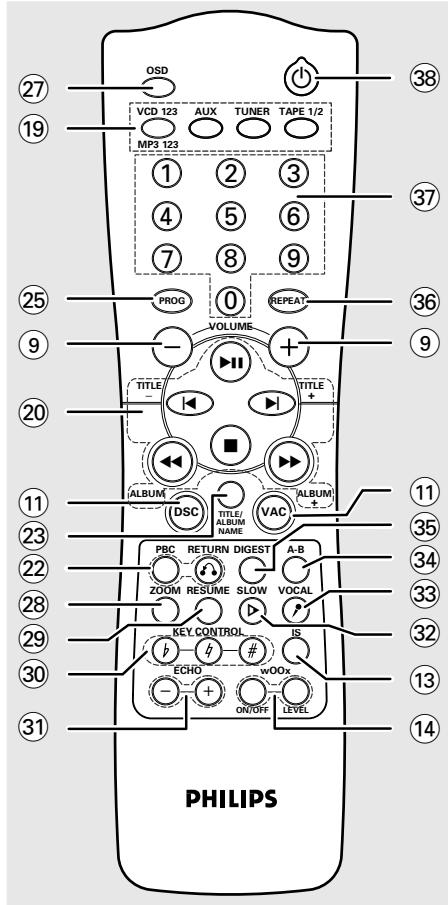 OSD
27
38
19
VCD 123 AUX TUNER TAPE 1/2
MP3 123
1 2 3
37
4 5 6
7 8 9
25
PROG
0
REPEAT
36
9
VOLUME
9
− +
TITLE −
TITLE +
20
ALBUM −
ALBUM +
11
DSC
VAC
11
TITLE/
ALBUM
NAME
23
35
PBC RETURN DIGEST A-B
22
34
ZOOM RESUME SLOW VOCAL
28
33
29
32
KEY CONTROL IS
♭ ♮ #
30
13
ECHO wOOx
− +
31
ON/OFF LEVEL
14
PHILIPS